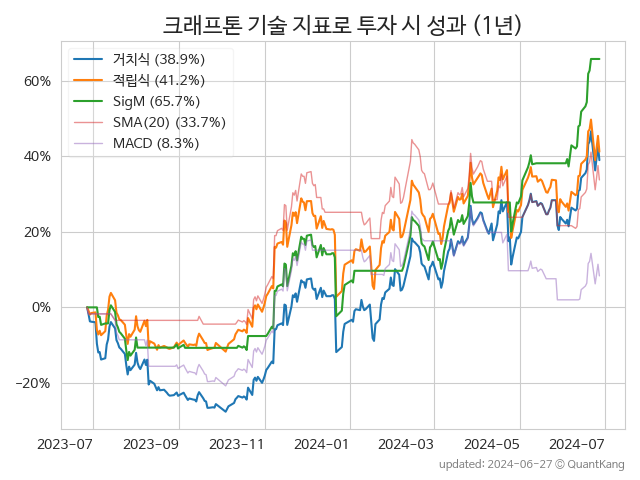 크래프톤 기술 지표로 투자 시 성과 (1년)
거치식 (38.9%)
적립식 (41.2%)
SigM (65.7%)
SMA(20) (33.7%)
MACD (8.3%)
60%
40%
20%
0%
−20%
2023-07 2023-09 2023-11 2024-01 2024-03 2024-05 2024-07
updated: 2024-06-27 © QuantKang